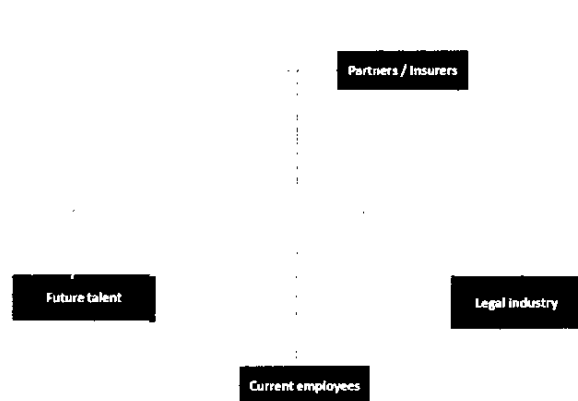 Partners / Insurers
Future talent
Legal industry
Current employees